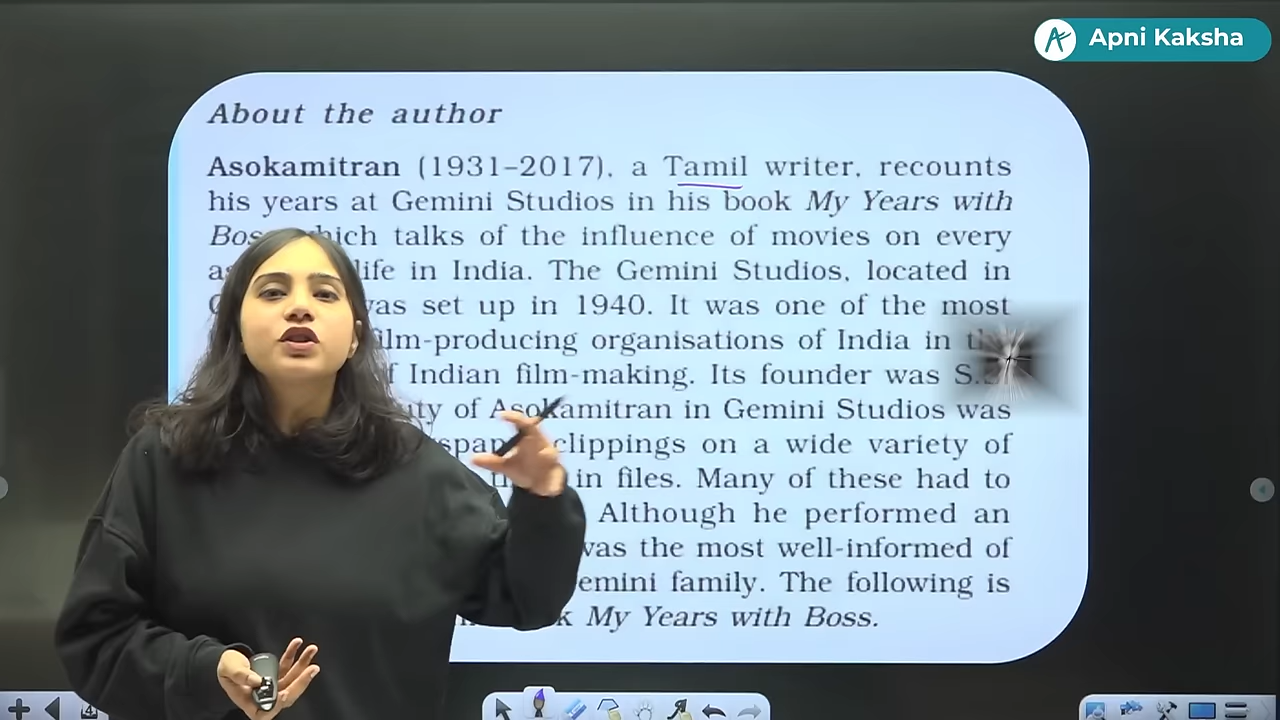 Apni Kaksha
About the author
Asokamitran (1931–2017), a Tamil writer, recounts
his years at Gemini Studios in his book My Years with
which talks of the influence of movies on every
life in India. The Gemini Studios, located in
was set up in 1940. It was one of the most
film-producing organisations of India in
of Indian film-making. Its founder was
of Asokamitran in Gemini Studios was
clippings on a wide variety of
in files. Many of these had to
Although he performed an
was the most well-informed of
Gemini family. The following is
My Years with Boss.